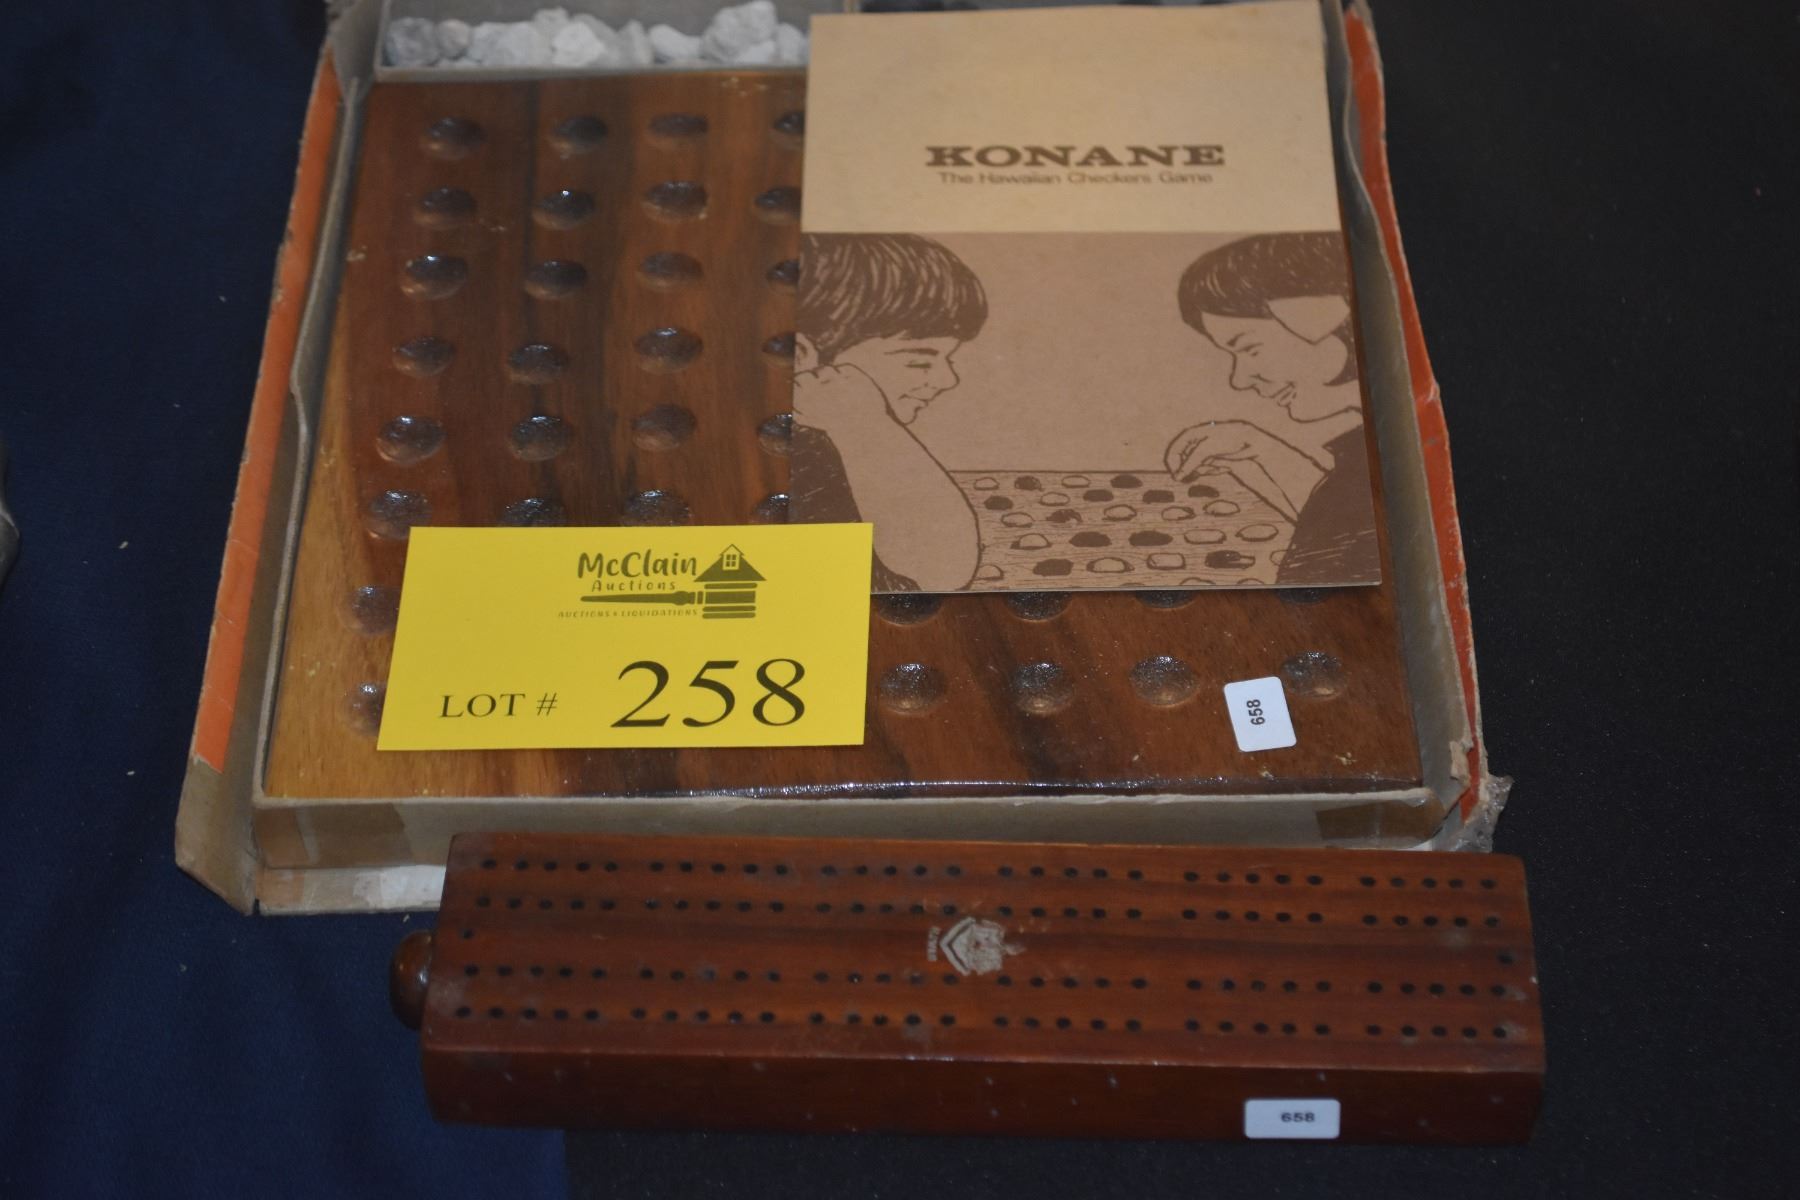 KONANE
The Hawaiian Checkers Game
McClain
Auctions
AUCTIONS & LIQUIDATIONS
LOT # 258
658
658